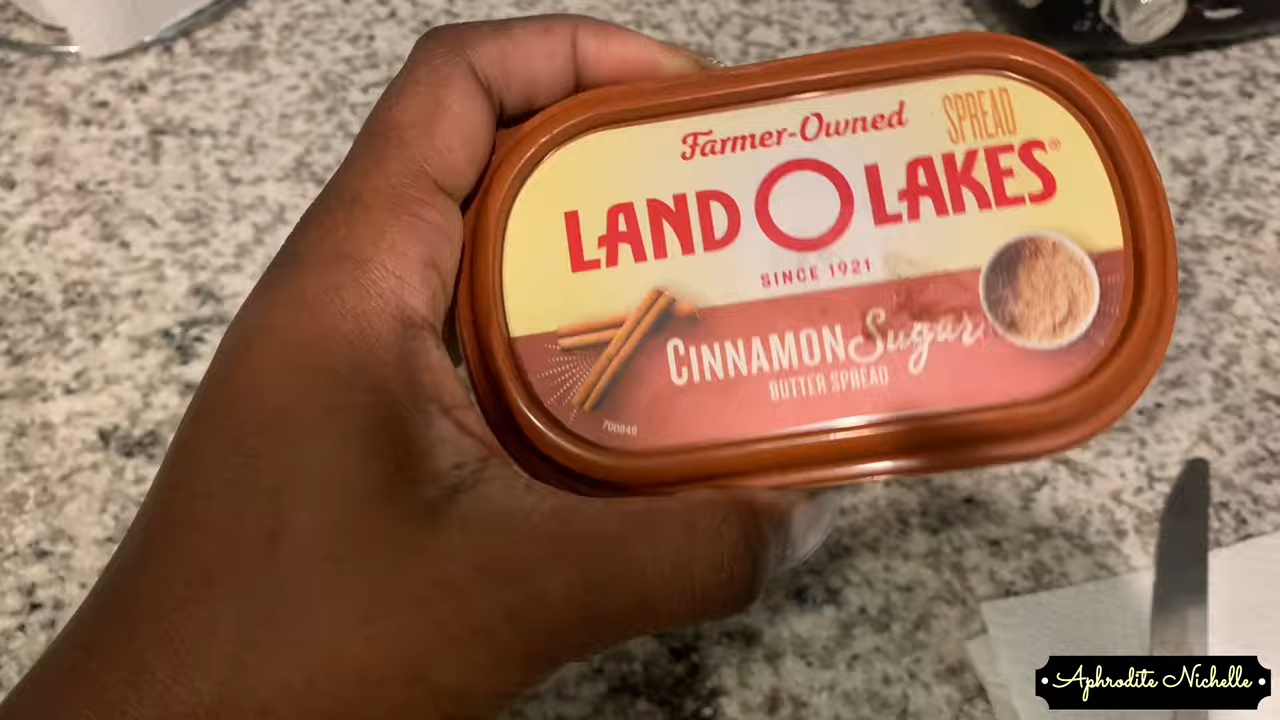 Farmer-Owned
SPREAD
LAND O LAKES®
SINCE 1921
CINNAMON Sugar
BUTTER SPREAD
700849
Aphrodite Nichelle